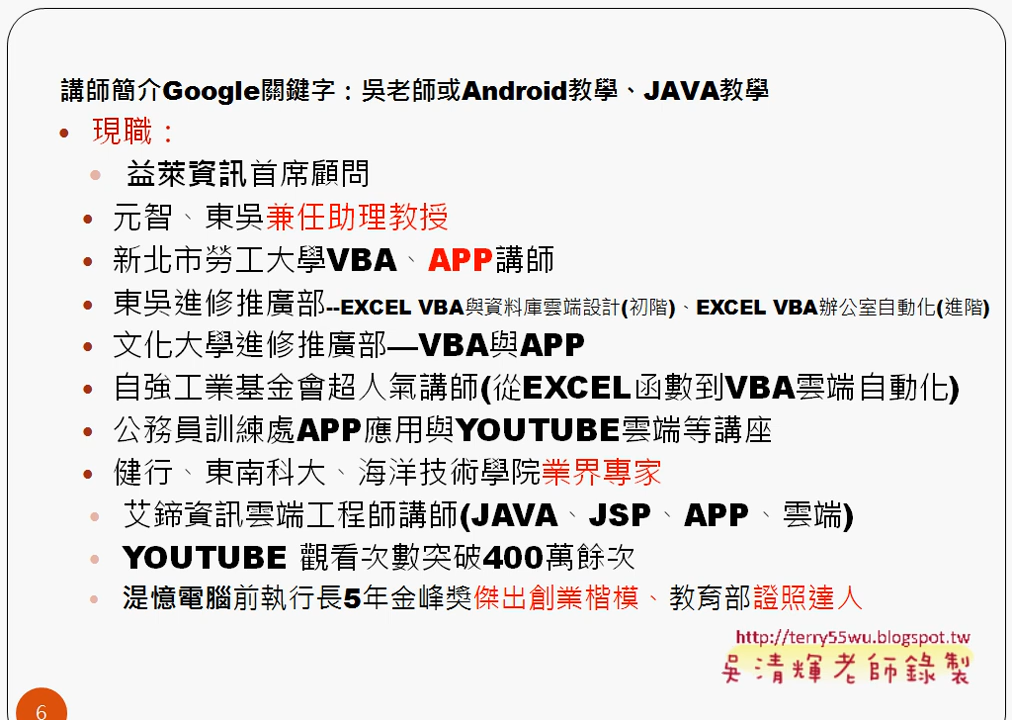 講師簡介Google關鍵字：吳老師或Android教學、JAVA教學
• 現職：
• 益萊資訊首席顧問
• 元智、東吳兼任助理教授
• 新北市勞工大學VBA、APP講師
• 東吳進修推廣部--EXCEL VBA與資料庫雲端設計(初階)、EXCEL VBA辦公室自動化(進階)
• 文化大學進修推廣部—VBA與APP
• 自強工業基金會超人氣講師(從EXCEL函數到VBA雲端自動化)
• 公務員訓練處APP應用與YOUTUBE雲端等講座
• 健行、東南科大、海洋技術學院業界專家
• 艾鍗資訊雲端工程師講師(JAVA、JSP、APP、雲端)
• YOUTUBE 觀看次數突破400萬餘次
• 湜憶電腦前執行長5年金峰獎傑出創業楷模、教育部證照達人
http://terry55wu.blogspot.tw
吳清輝老師錄製
6